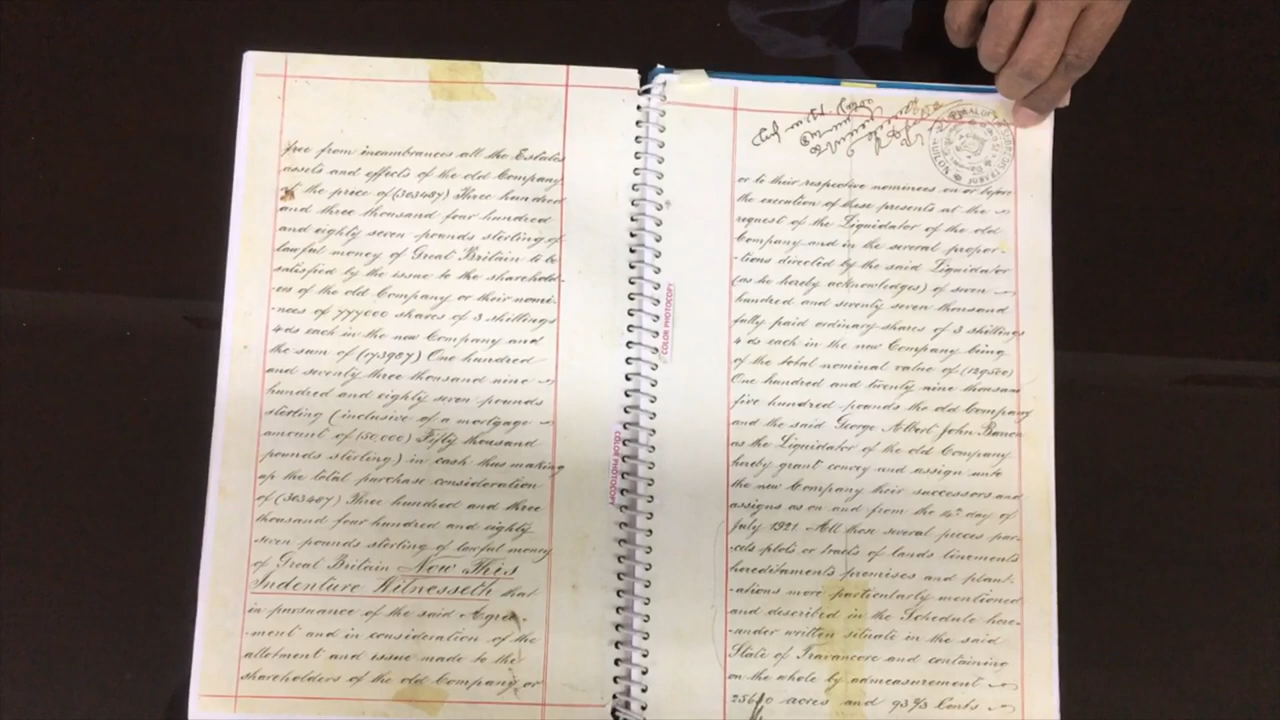 free from incumbrances all the Estates
assets and effects of the old Company
at the price of (303487) Three hundred
and three thousand four hundred
and eighty seven pounds sterling of
lawful money of Great Britain to be
satisfied by the issue to the sharehold-
-ers of the old Company or their nomi-
-nees of 777000 shares of 3 shillings
4 ds each in the new Company and
the sum of (173987) One hundred
and seventy three thousand nine
hundred and eighty seven pounds
sterling (inclusive of a mortgage
amount of (50,000) Fifty thousand
pounds sterling) in cash thus making
up the total purchase consideration
of (303487) Three hundred and three
thousand four hundred and eighty
seven pounds sterling of lawful money
of Great Britain Now This
Indenture Witnesseth that
in pursuance of the said Agree-
-ment and in consideration of the
allotment and issue made to the
shareholders of the old Company or
COLOR PHOTOCOPY
COLOR PHOTOCOPY
QUILON
or to their respective nominees on or before
the execution of these presents at the
request of the Liquidator of the old
Company and in the several propor-
-tions directed by the said Liquidator
(as he hereby acknowledges) of seven
hundred and seventy seven thousand
fully paid ordinary shares of 3 shillings
4 ds each in the new Company being
of the total nominal value of (129500)
One hundred and twenty nine thousand
five hundred pounds the old Company
and the said George Albert John Baron
as the Liquidator of the old Company
hereby grant convey and assign unto
the new Company their successors and
assigns as on and from the day of
July 1921. All those several pieces par-
-cels plots or tracts of lands tenements
hereditaments premises and plant-
-ations more particularly mentioned
and described in the Schedule here-
-under written situate in the said
State of Travancore and containing
on the whole by admeasurement
acres and Cents